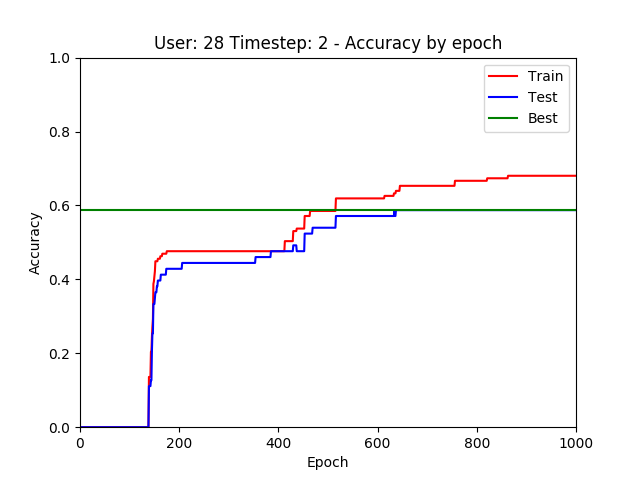 User: 28 Timestep: 2 - Accuracy by epoch
1.0
0.8
0.6
0.4
0.2
0.0
Accuracy
Train
Test
Best
0 200 400 600 800 1000
Epoch